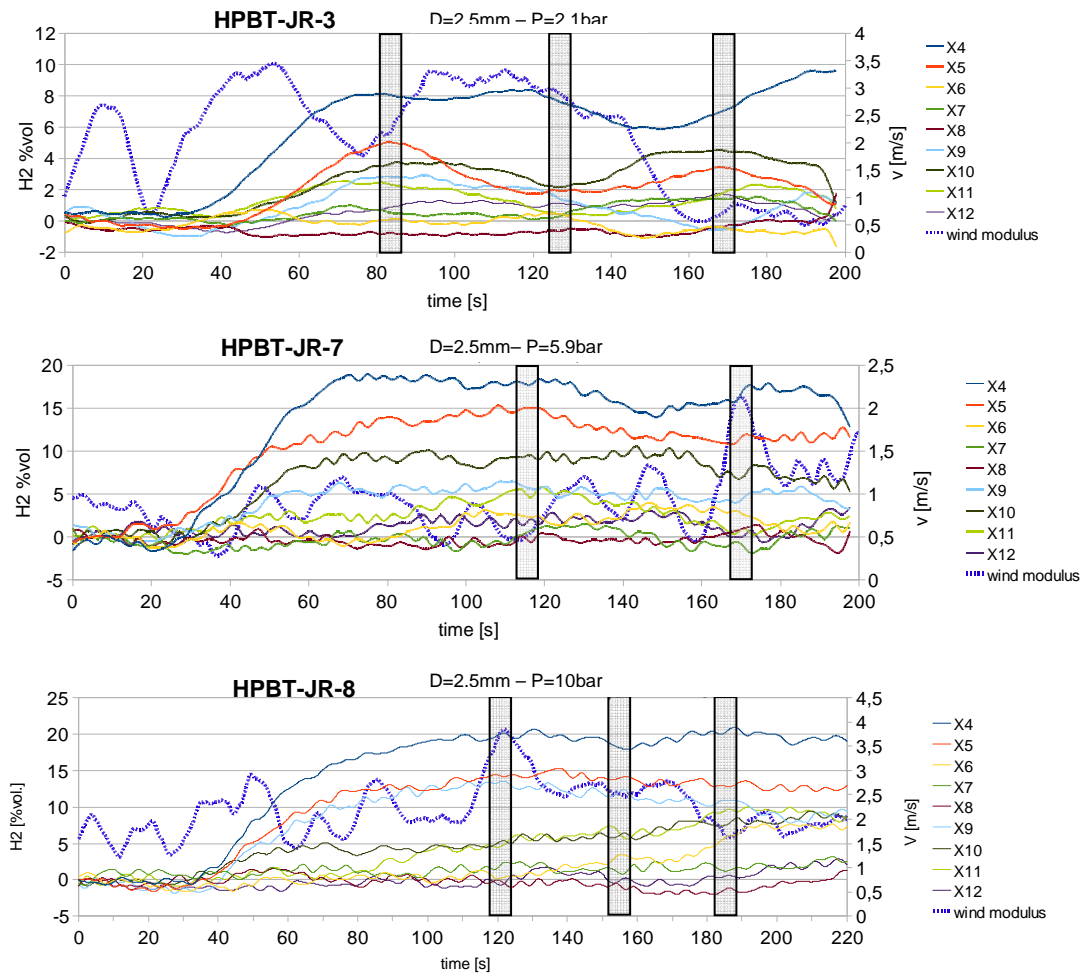 HPBT-JR-3
D=2.5mm – P=2.1bar
12
10
8
6
4
2
0
-2
H2 %vol
0 20 40 60 80 100 120 140 160 180 200
time [s]
4
3,5
3
2,5
2
1,5
1
0,5
0
v [m/s]
X4
X5
X6
X7
X8
X9
X10
X11
X12
wind modulus
HPBT-JR-7
D=2.5mm– P=5.9bar
20
15
10
5
0
-5
H2 %vol
0 20 40 60 80 100 120 140 160 180 200
time [s]
2,5
2
1,5
1
0,5
0
v [m/s]
X4
X5
X6
X7
X8
X9
X10
X11
X12
wind modulus
HPBT-JR-8
D=2.5mm – P=10bar
25
20
15
10
5
0
-5
H2 [%vol.]
0 20 40 60 80 100 120 140 160 180 200 220
time [s]
4,5
4
3,5
3
2,5
2
1,5
1
0,5
0
V [m/s]
X4
X5
X6
X7
X8
X9
X10
X11
X12
wind modulus